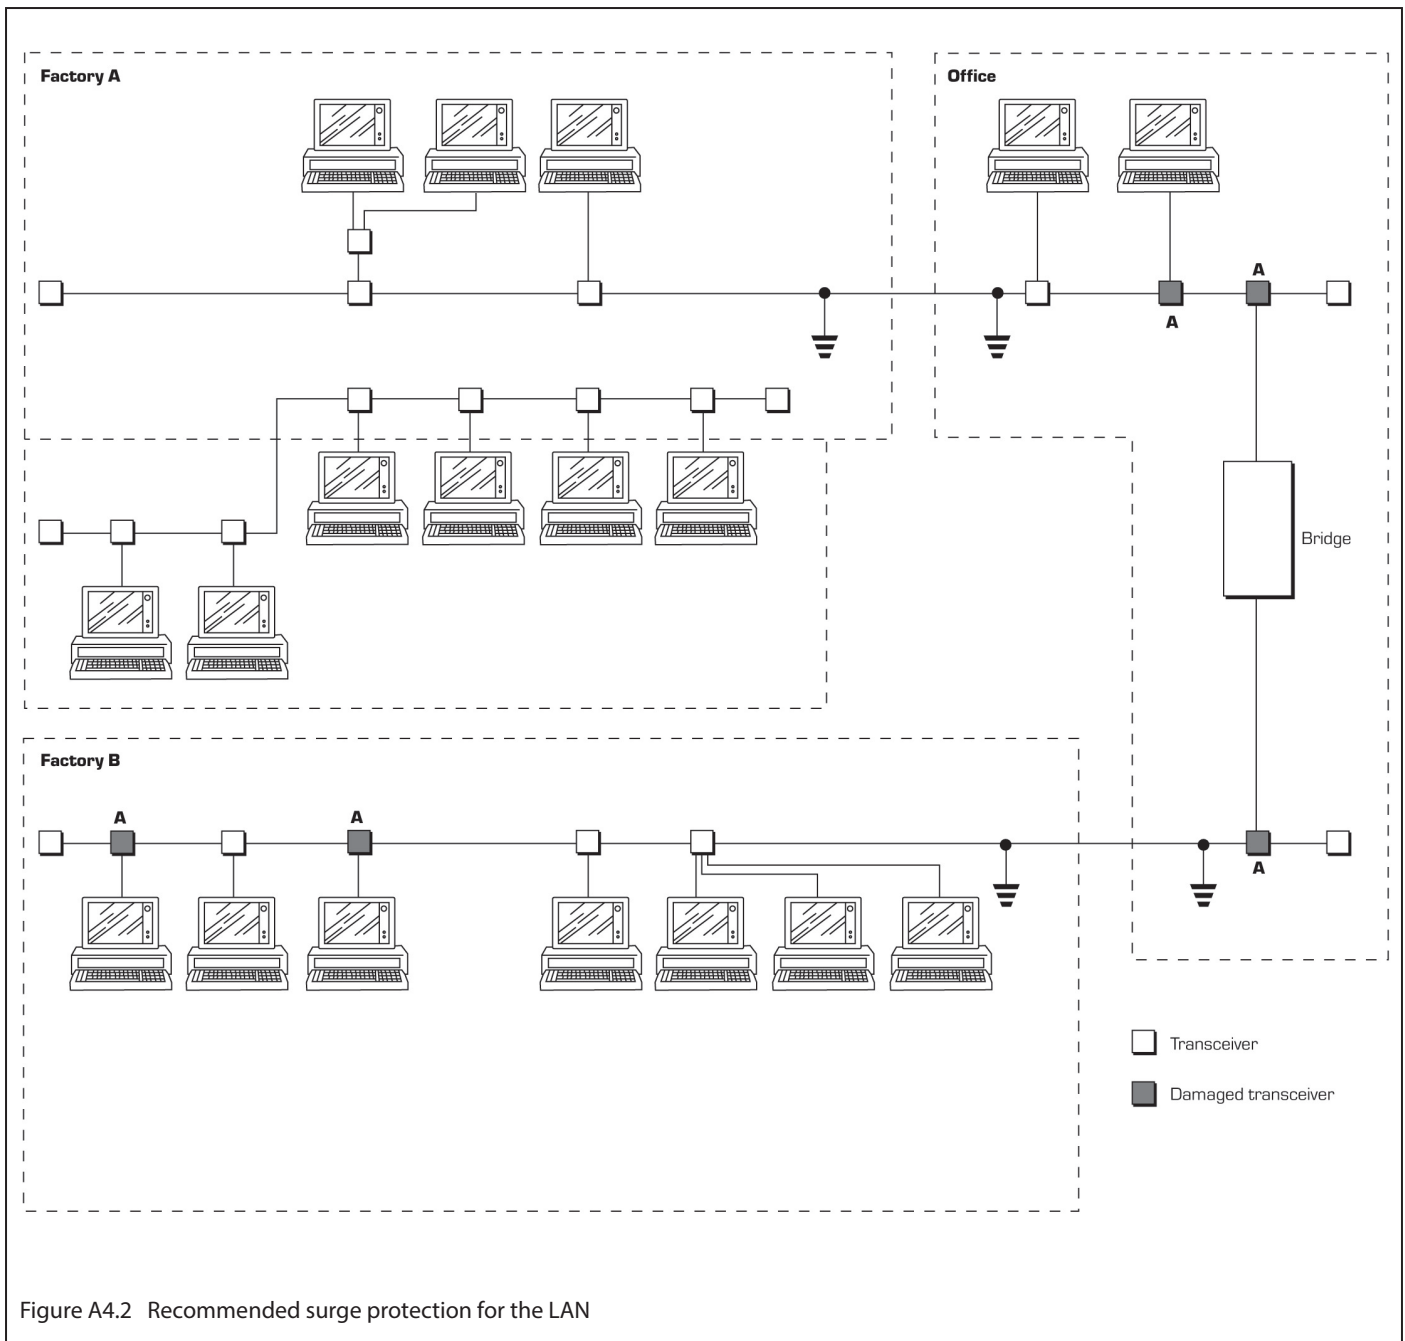 Factory A
Office
A
A
Bridge
Factory B
A
A
A
Transceiver
Damaged transceiver
Figure A4.2 Recommended surge protection for the LAN